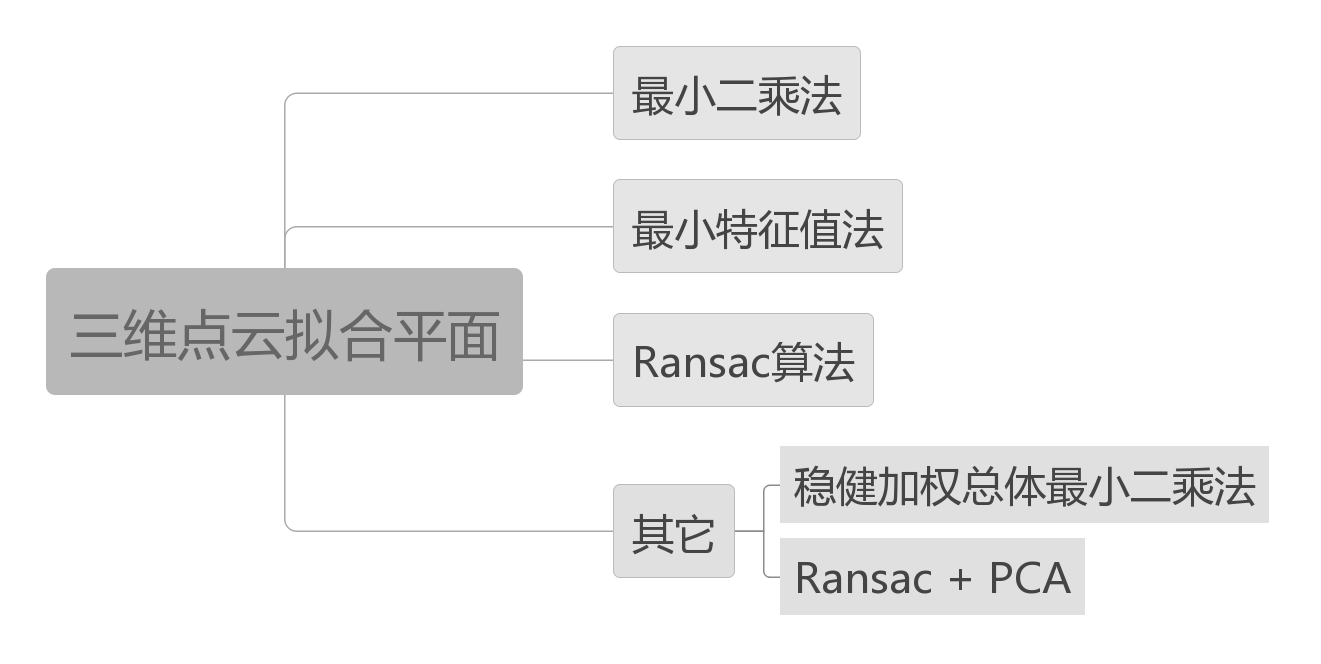 最小二乘法
最小特征值法
三维点云拟合平面
Ransac算法
其它
稳健加权总体最小二乘法
Ransac + PCA